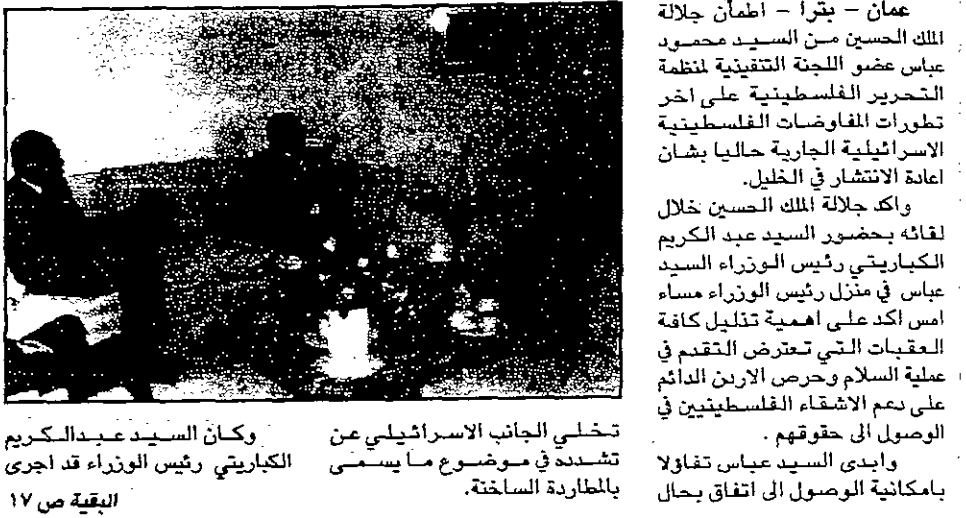 عمان - بترا - اطمأن جلالة
الملك الحسين من السيد محمود
عباس عضو اللجنة التنفيذية لمنظمة
التحرير الفلسطينية على اخر
تطورات المفاوضات الفلسطينية
الاسرائيلية الجارية حاليا بشان
اعادة الانتشار في الخليل.
واكد جلالة الملك الحسين خلال
لقائه بحضور السيد عبد الكريم
الكباريتي رئيس الوزراء السيد
عباس في منزل رئيس الوزراء مساء
امس اكد على اهمية تذليل كافة
العقبات التي تعترض التقدم في
عملية السلام وحرص الاردن الدائم
على دعم الاشقاء الفلسطينيين في
الوصول الى حقوقهم .
وابدى السيد عباس تفاؤلا
بامكانية الوصول الى اتفاق بحال
تخلي الجانب الاسرائيلي عن
تشدده في موضوع ما يسمى
بالمطاردة الساخنة.
وكان السيد عبدالكريم
الكباريتي رئيس الوزراء قد اجرى
البقية ص ١٧